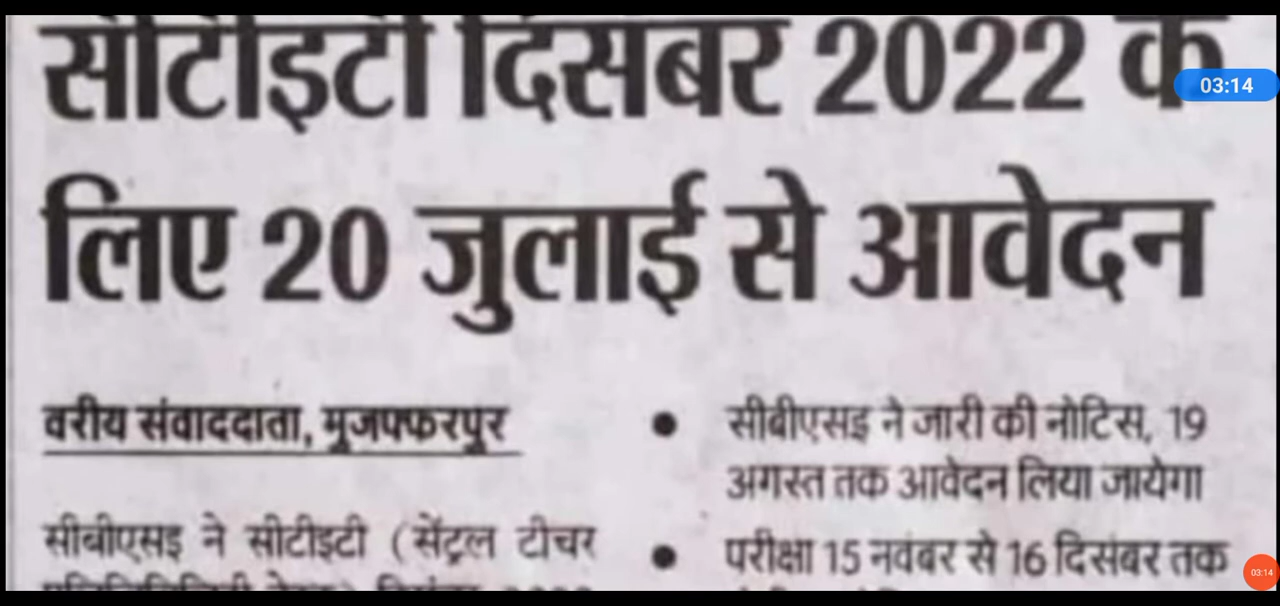 सीटीइटी दिसंबर 2022 के
03:14
लिए 20 जुलाई से आवेदन
वरीय संवाददाता, मुजफ्फरपुर
सीबीएसइ ने सीटीइटी (सेंट्रल टीचर
• सीबीएसइ ने जारी की नोटिस, 19
अगस्त तक आवेदन लिया जायेगा
• परीक्षा 15 नवंबर से 16 दिसंबर तक
03:14